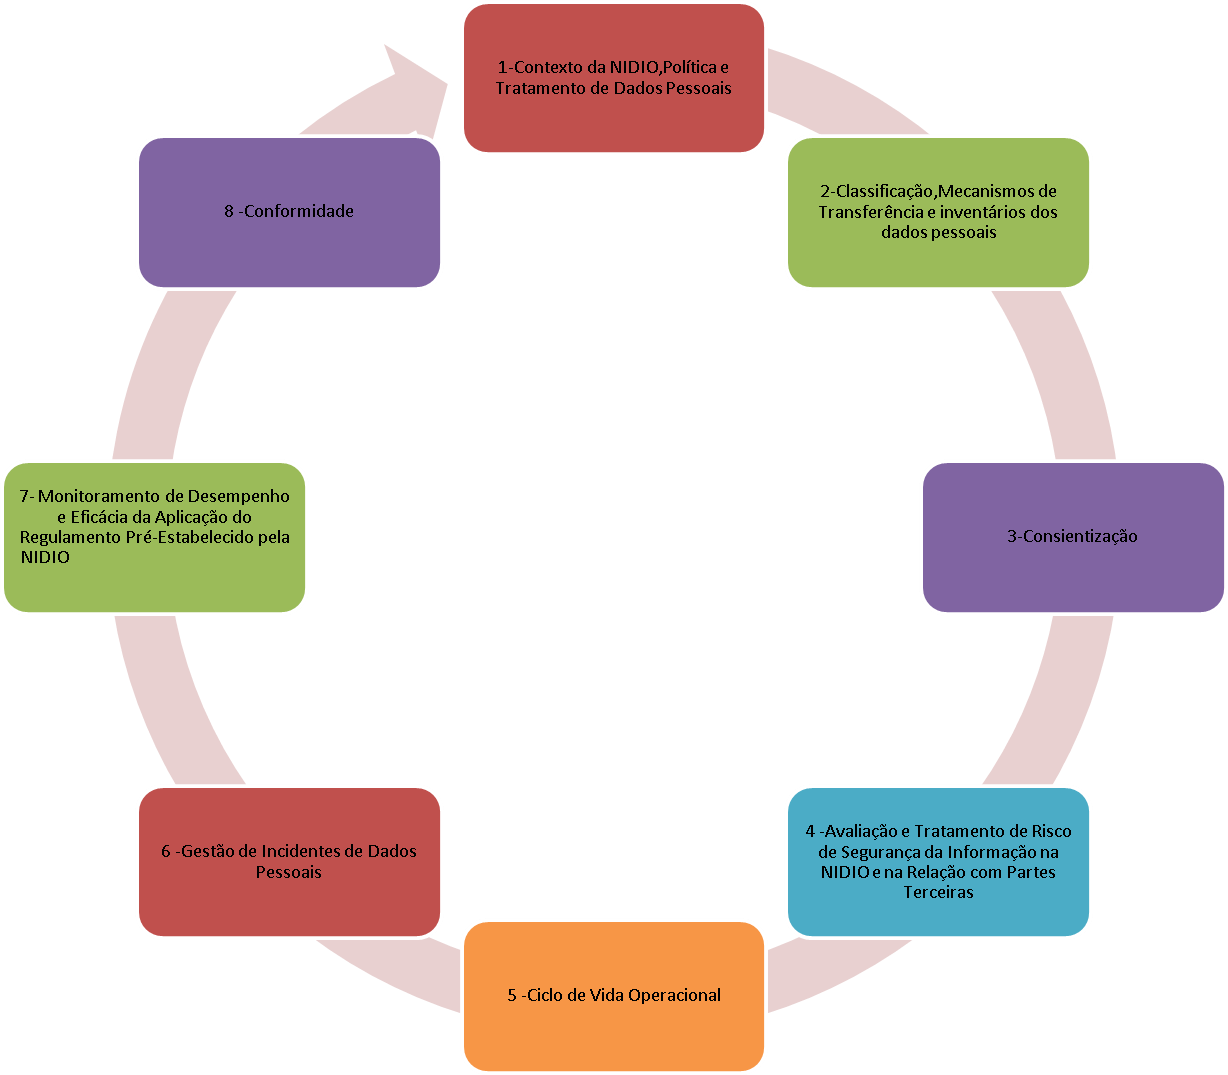 1-Contexto da NIDIO,Política e
Tratamento de Dados Pessoais
2-Classificação,Mecanismos de
Transferência e inventários dos
dados pessoais
3-Consientização
4 -Avaliação e Tratamento de Risco
de Segurança da Informação na
NIDIO e na Relação com Partes
Terceiras
5 -Ciclo de Vida Operacional
6 -Gestão de Incidentes de Dados
Pessoais
7- Monitoramento de Desempenho
e Eficácia da Aplicação do
Regulamento Pré-Estabelecido pela
NIDIO
8 -Conformidade